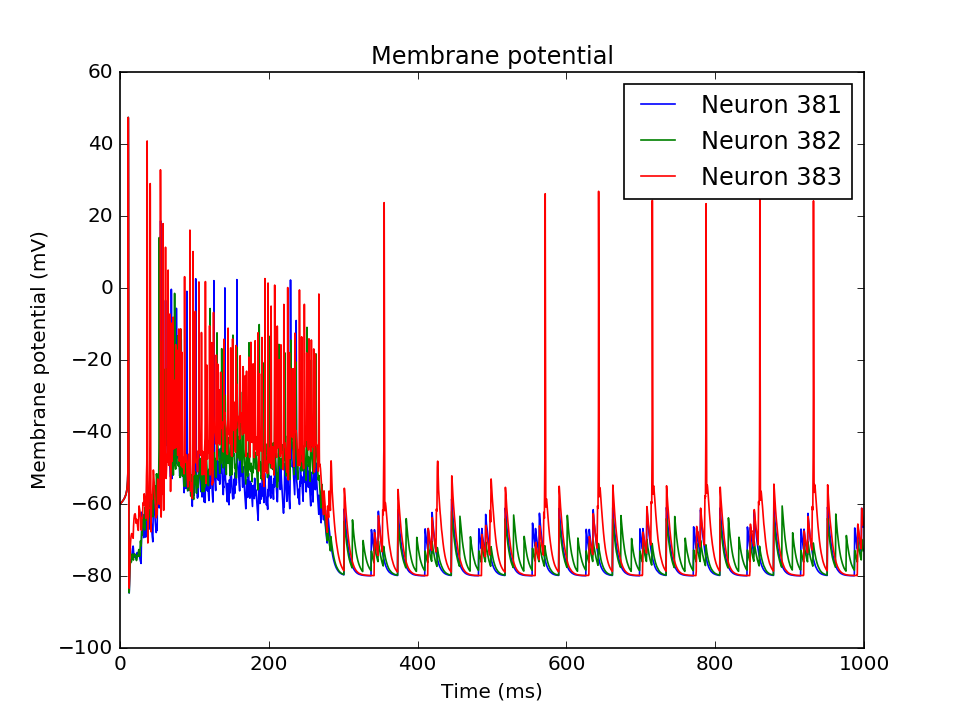 Membrane potential
Neuron 381
Neuron 382
Neuron 383
60
40
20
0
−20
−40
−60
−80
−100
Membrane potential (mV)
0 200 400 600 800 1000
Time (ms)